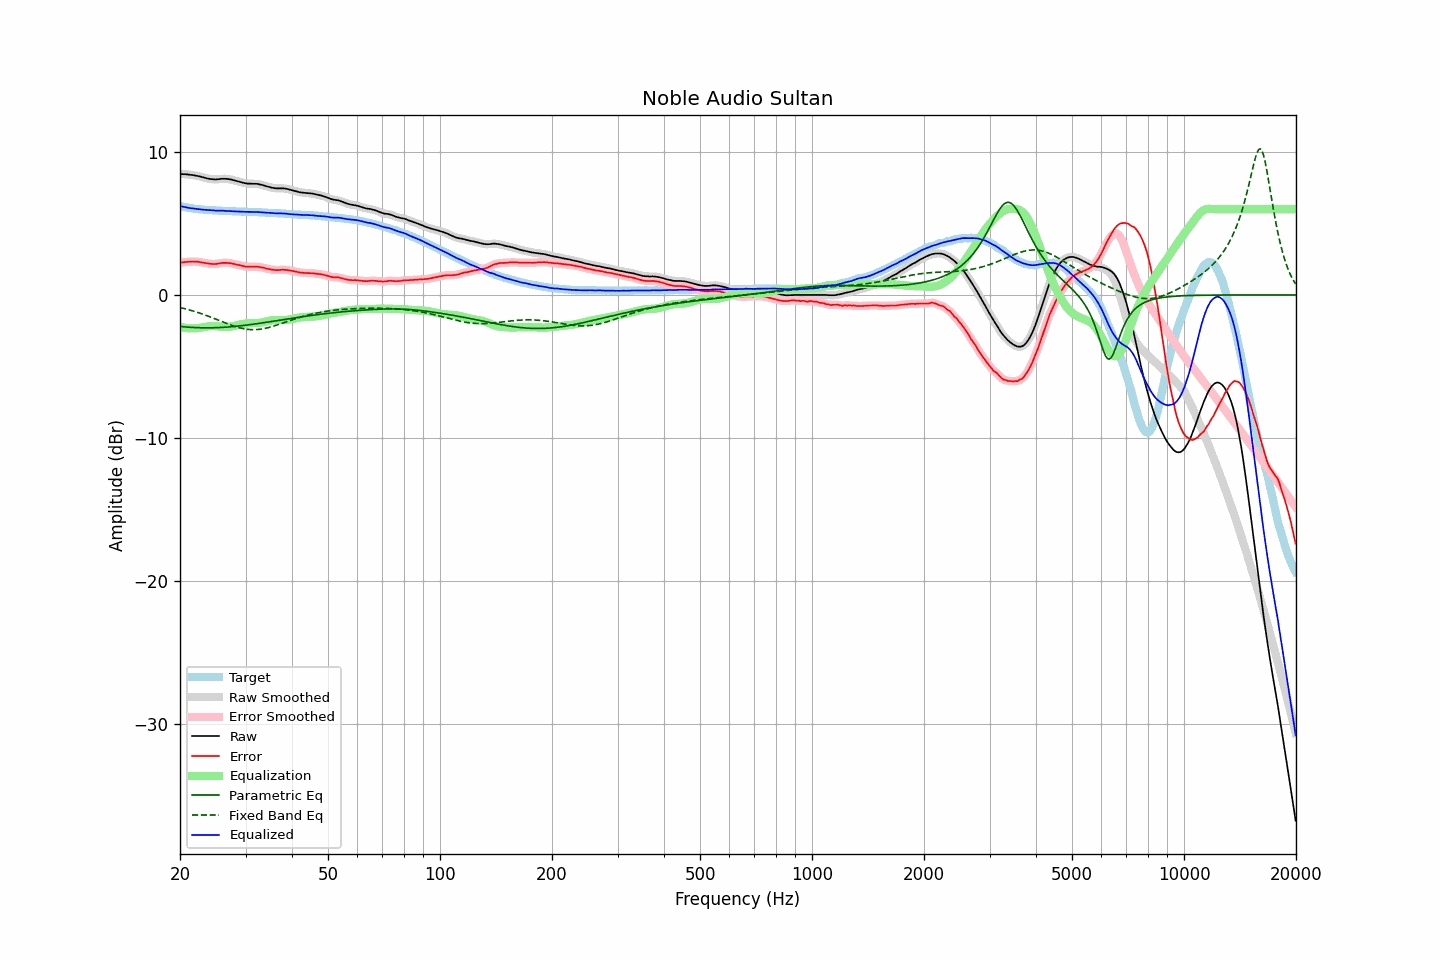 Noble Audio Sultan
10
0
−10
−20
−30
Amplitude (dBr)
Target
Raw Smoothed
Error Smoothed
Raw
Error
Equalization
Parametric Eq
Fixed Band Eq
Equalized
20 50 100 200 500 1000 2000 5000 10000 20000
Frequency (Hz)